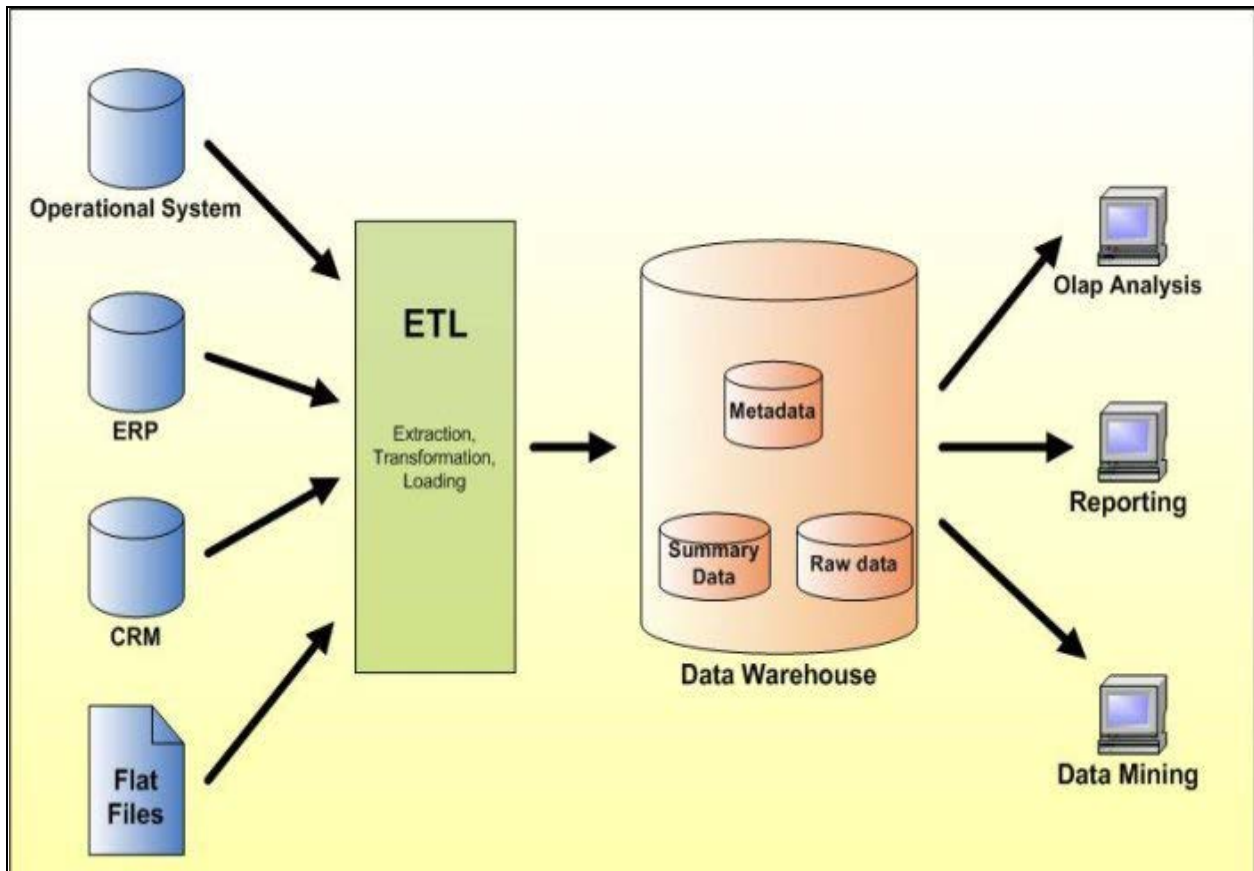 Operational System
ERP
CRM
Flat
Files
ETL
Extraction,
Transformation,
Loading
Metadata
Summary
Data
Raw data
Data Warehouse
Olap Analysis
Reporting
Data Mining